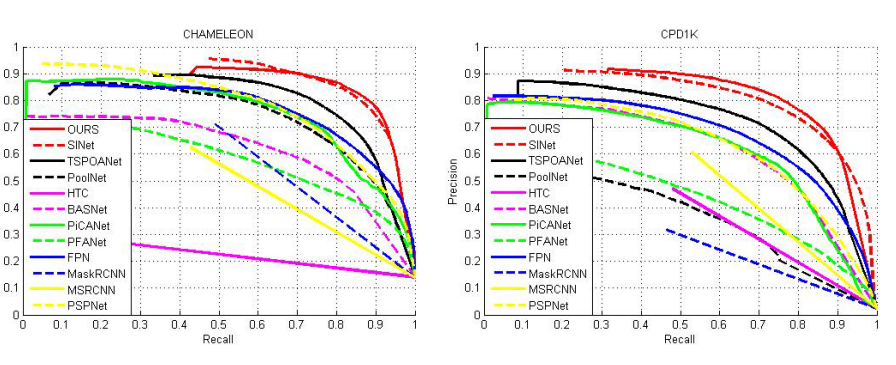 CHAMELEON
1
0.9
0.8
0.7
0.6
0.5
0.4
0.3
0.2
0.1
0
OURS
SINet
TSPOANet
PoolNet
HTC
BASNet
PiCANet
PFANet
FPN
MaskRCNN
MSRCNN
PSPNet
0 0.1 0.2 0.3 0.4 0.5 0.6 0.7 0.8 0.9 1
Recall
CPD1K
Precision
1
0.9
0.8
0.7
0.6
0.5
0.4
0.3
0.2
0.1
0
OURS
SINet
TSPOANet
PoolNet
HTC
BASNet
PiCANet
PFANet
FPN
MaskRCNN
MSRCNN
PSPNet
0 0.1 0.2 0.3 0.4 0.5 0.6 0.7 0.8 0.9 1
Recall